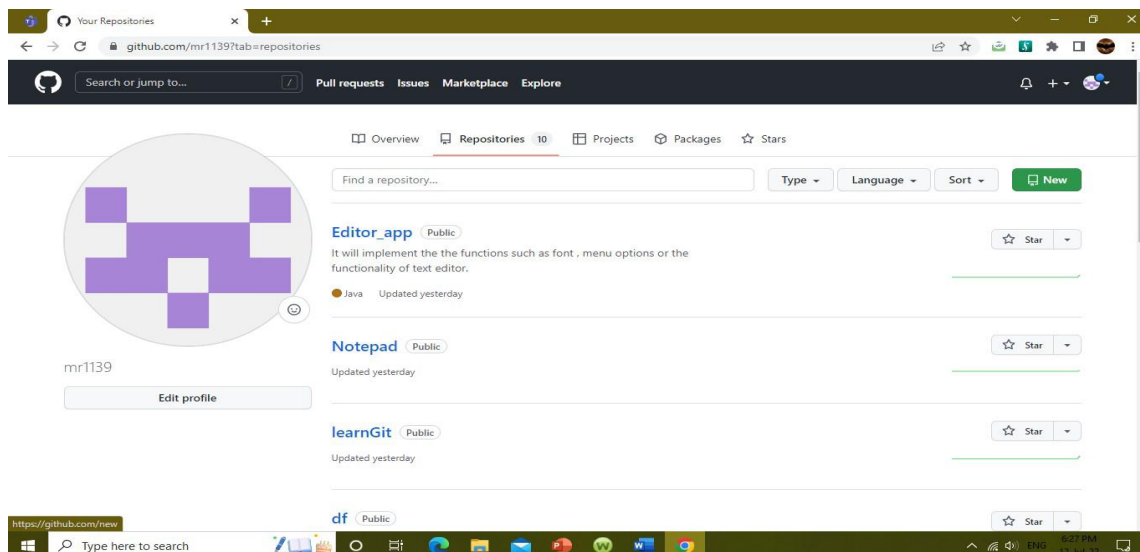 Your Repositories
github.com/mr1139?tab=repositories
Search or jump to... / Pull requests Issues Marketplace Explore
Overview Repositories 10 Projects Packages Stars
Find a repository... Type Language Sort New
Editor_app Public Star
It will implement the the functions such as font , menu options or the
functionality of text editor.
Java Updated yesterday
Notepad Public Star
mr1139
Updated yesterday
Edit profile
learnGit Public Star
Updated yesterday
df Public Star
https://github.com/new
Type here to search ENG 6:27 PM